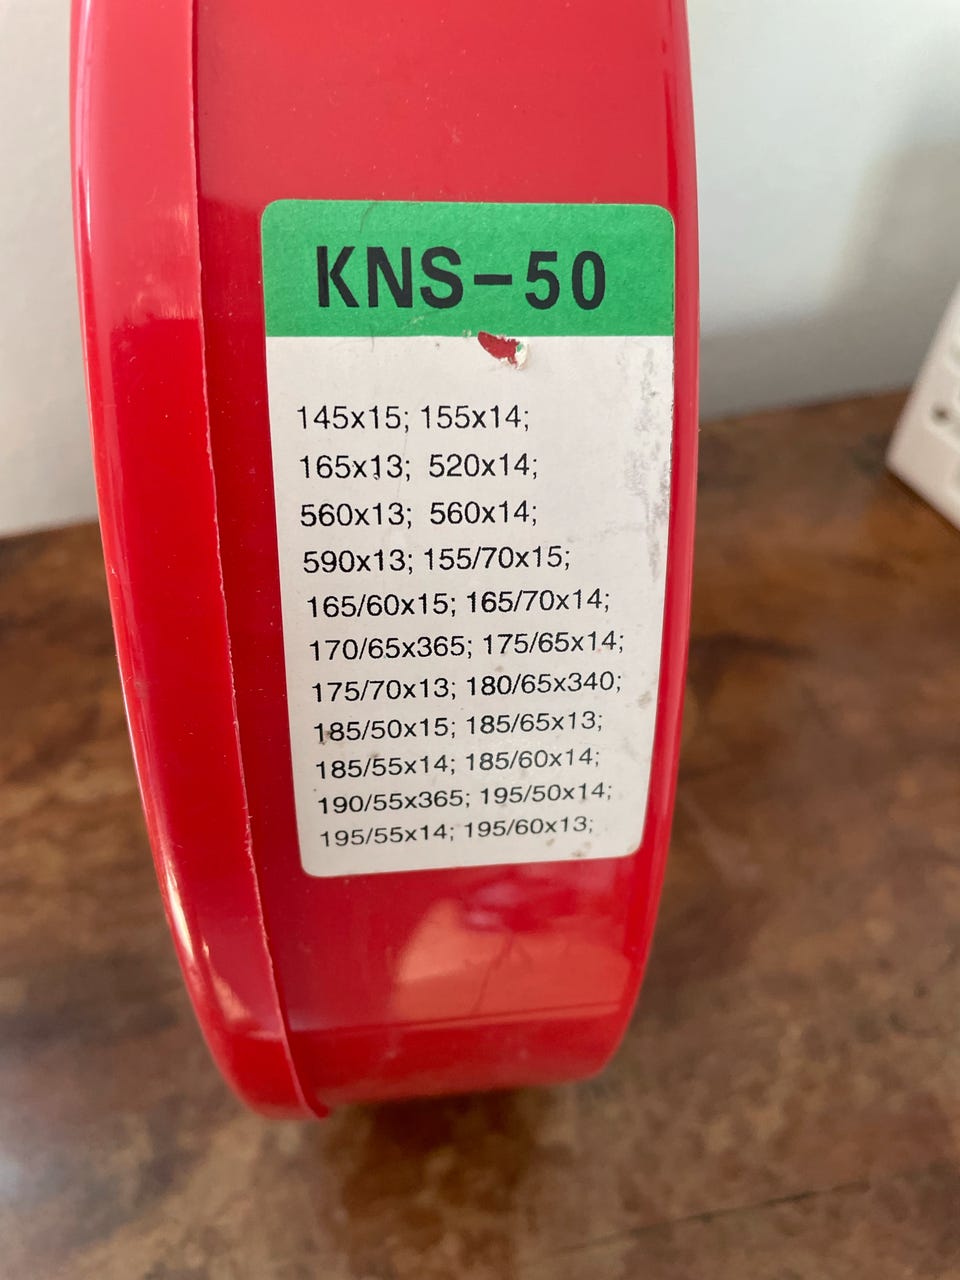 KNS-50
145x15; 155x14;
165x13; 520x14;
560x13; 560x14;
590x13; 155/70x15;
165/60x15; 165/70x14;
170/65x365; 175/65x14;
175/70x13; 180/65x340;
185/50x15; 185/65x13;
185/55x14; 185/60x14;
190/55x365; 195/50x14;
195/55x14; 195/60x13;